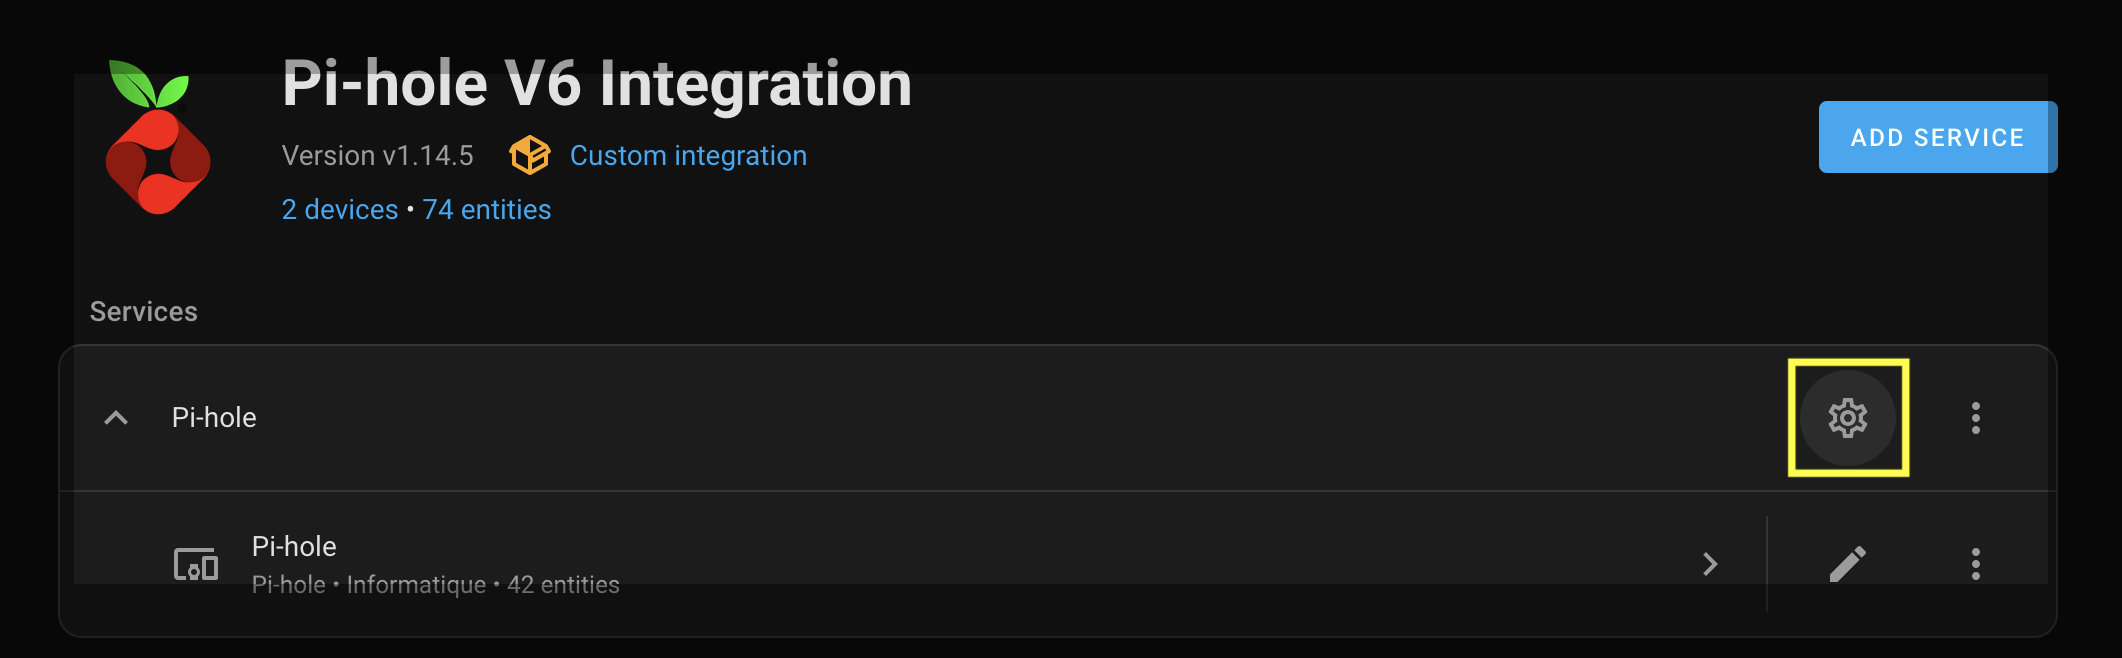 Pi-hole V6 Integration
Version v1.14.5 Custom integration
ADD SERVICE
2 devices • 74 entities
Services
Pi-hole
Pi-hole
Pi-hole • Informatique • 42 entities